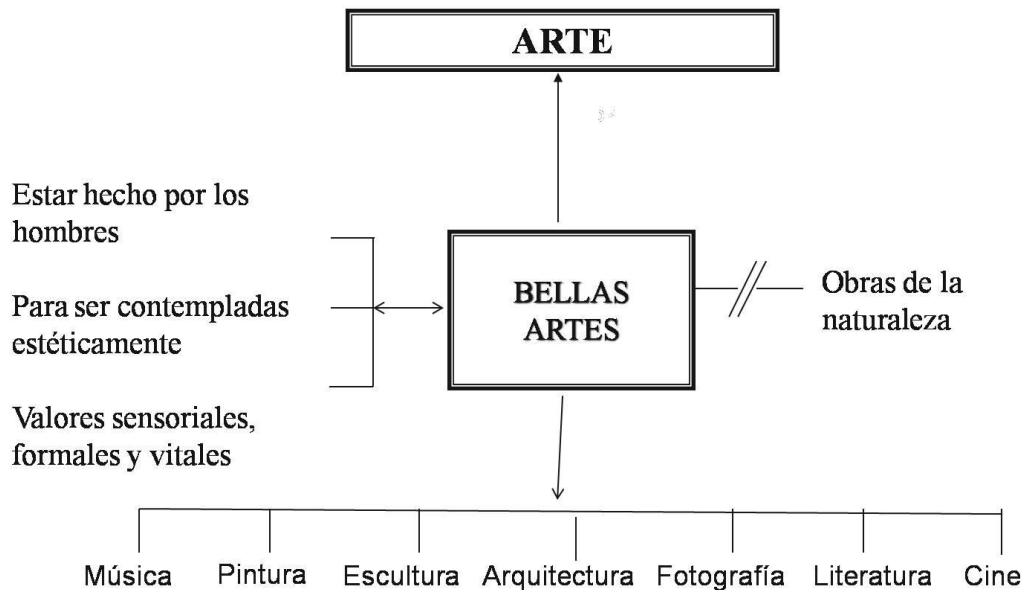 ARTE
Estar hecho por los
hombres
Para ser contempladas
estéticamente
Valores sensoriales,
formales y vitales
BELLAS
ARTES
Obras de la
naturaleza
Música Pintura Escultura Arquitectura Fotografía Literatura Cine